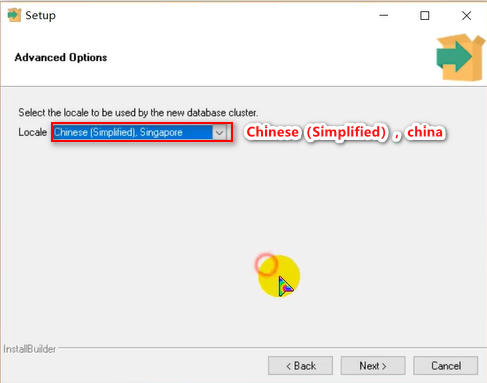 Setup
Advanced Options
Select the locale to be used by the new database cluster.
Locale Chinese (Simplified), Singapore Chinese (Simplified) , china
InstallBuilder
< Back Next > Cancel